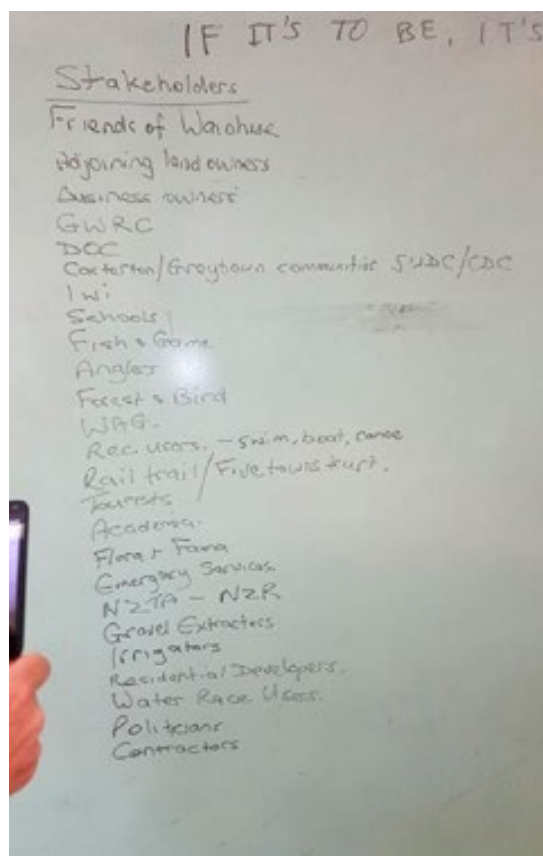 IF IT'S TO BE, IT'S
Stakeholders
Friends of Waiohine
Adjoining land owners
Business owners
GWRC
DOC
Carterton/Greytown communities SWDC/CDC
Iwi
Schools
Fish & Game
Angler
Forest & Bird
WAG.
Rec. users. - swim, boat, canoe
Rail trail/Five towns trust.
Tourists
Academia.
Flora + Fauna
Emergency Services.
NZTA - NZR
Gravel Extractors
Irrigators
Residential Developers.
Water Race Users.
Politicians
Contractors